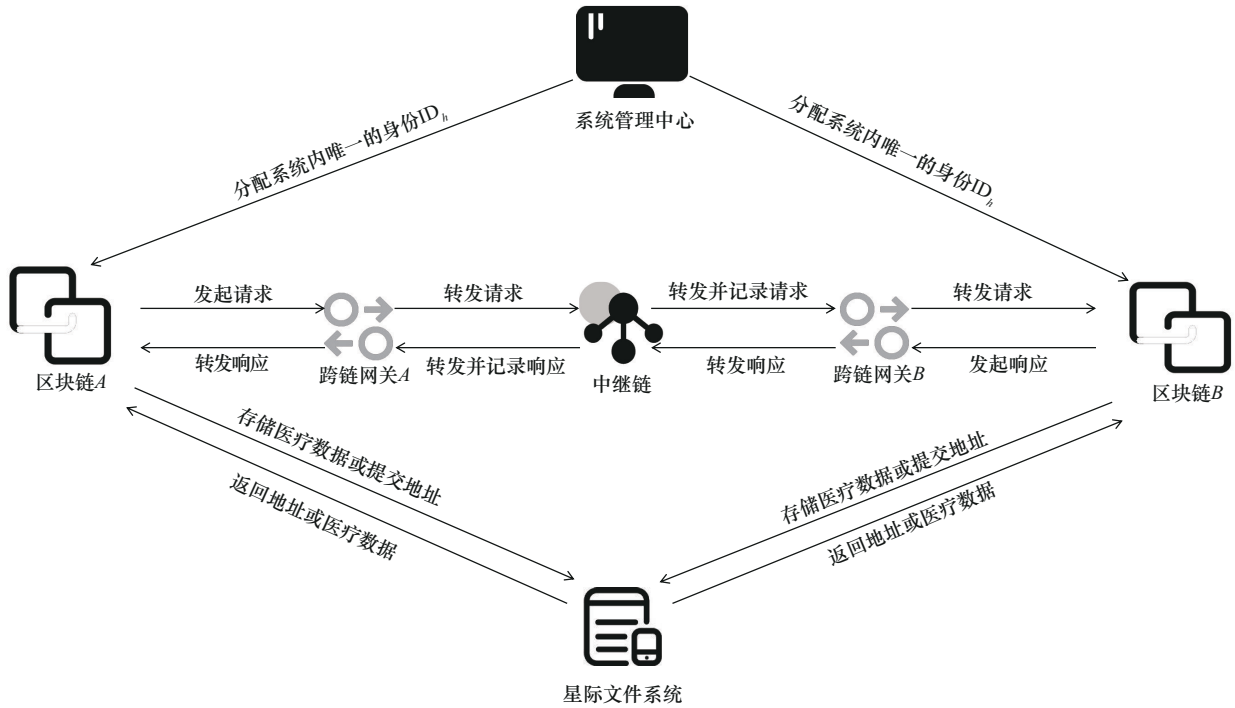 系统管理中心
分配系统内唯一的身份IDh
分配系统内唯一的身份IDh
发起请求
转发请求
转发并记录请求
转发请求
转发响应
转发并记录响应
转发响应
发起响应
区块链A
跨链网关A
中继链
跨链网关B
区块链B
存储医疗数据或提交地址
返回地址或医疗数据
存储医疗数据或提交地址
返回地址或医疗数据
星际文件系统